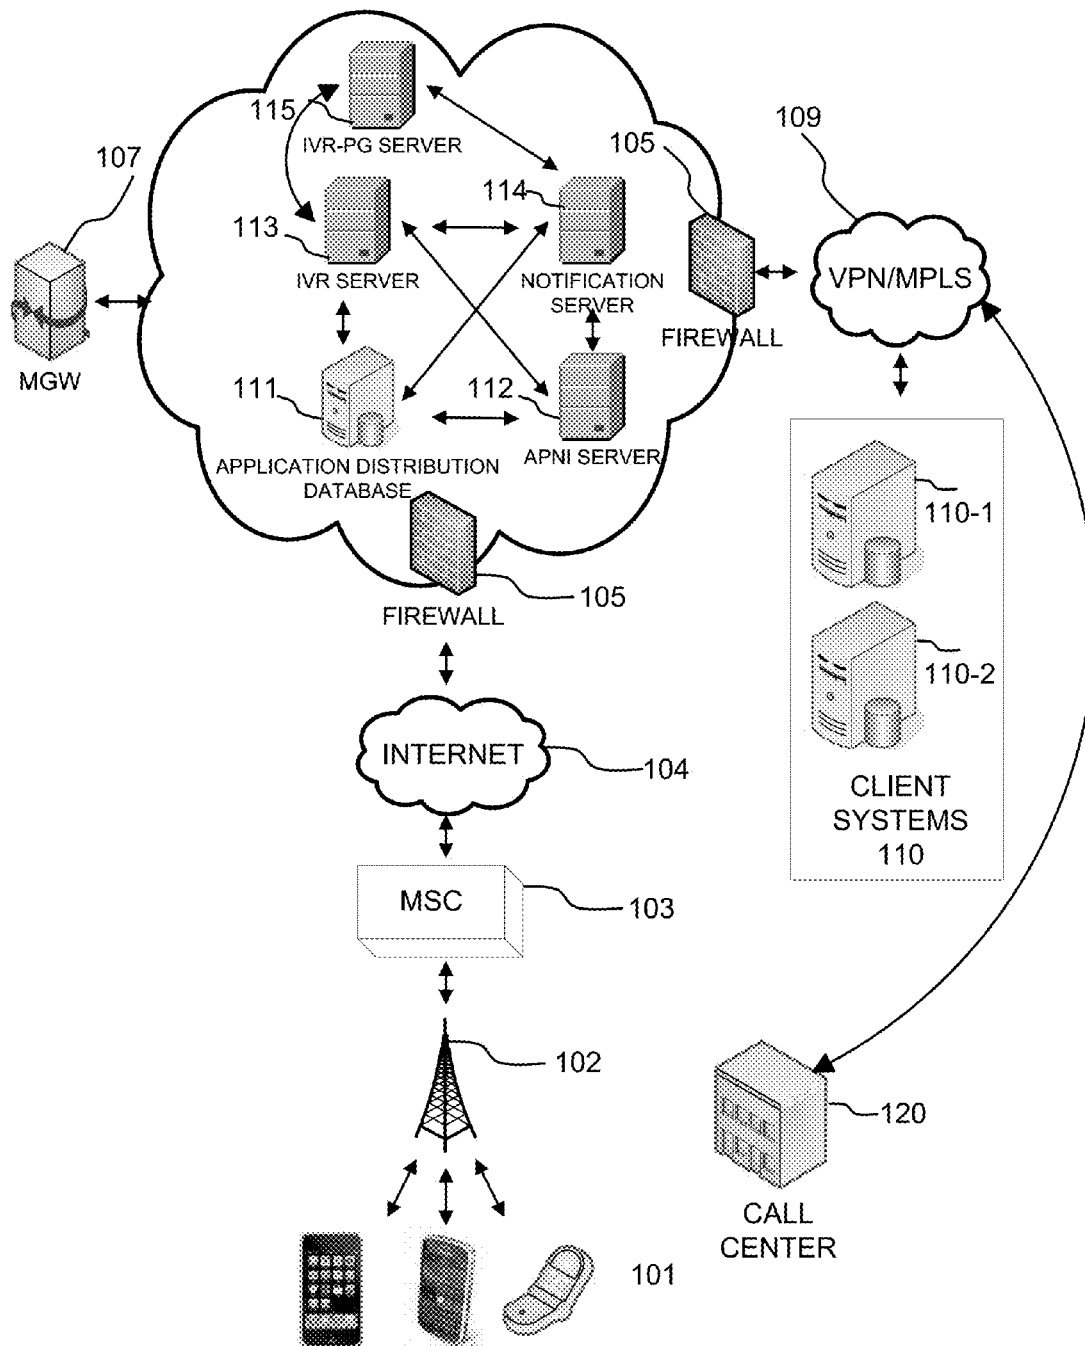 115
IVR-PG SERVER
109
105
107
114
113
IVR SERVER
NOTIFICATION
SERVER
VPN/MPLS
FIREWALL
MGW
111
112
APPLICATION DISTRIBUTION
DATABASE
APNI SERVER
110-1
105
FIREWALL
110-2
INTERNET
104
CLIENT
SYSTEMS
110
MSC
103
102
120
CALL
CENTER
101